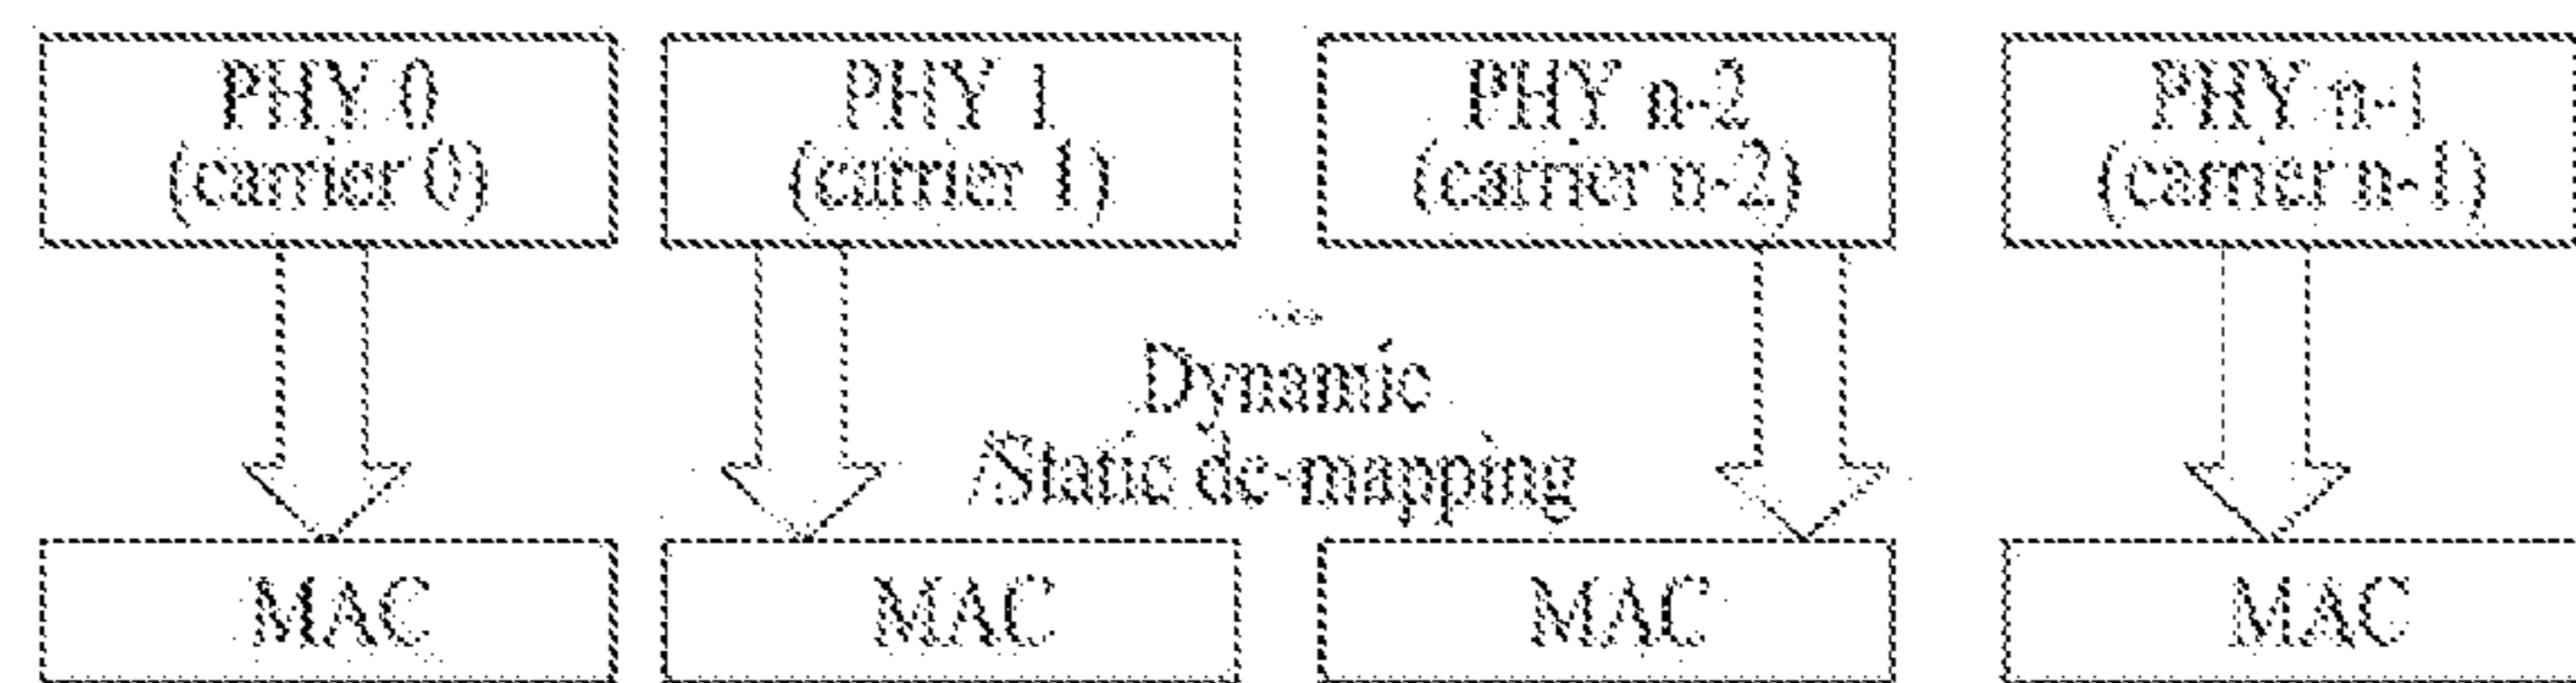 PHY 0
(carrier 0)
PHY 1
(carrier 1)
PHY n-2
(carrier n-2)
PHY n-1
(carrier n-1)
...
Dynamic
/Static de-mapping
MAC
MAC
MAC
MAC